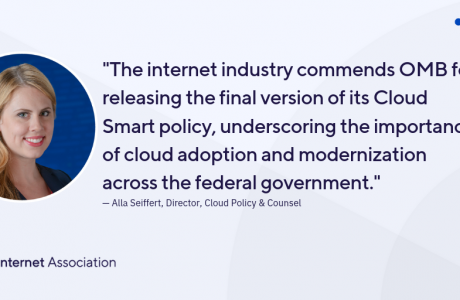 "The internet industry commends OMB f
releasing the final version of its Cloud
Smart policy, underscoring the importanc
of cloud adoption and modernization
across the federal government."
— Alla Seiffert, Director, Cloud Policy & Counsel
nternet Association